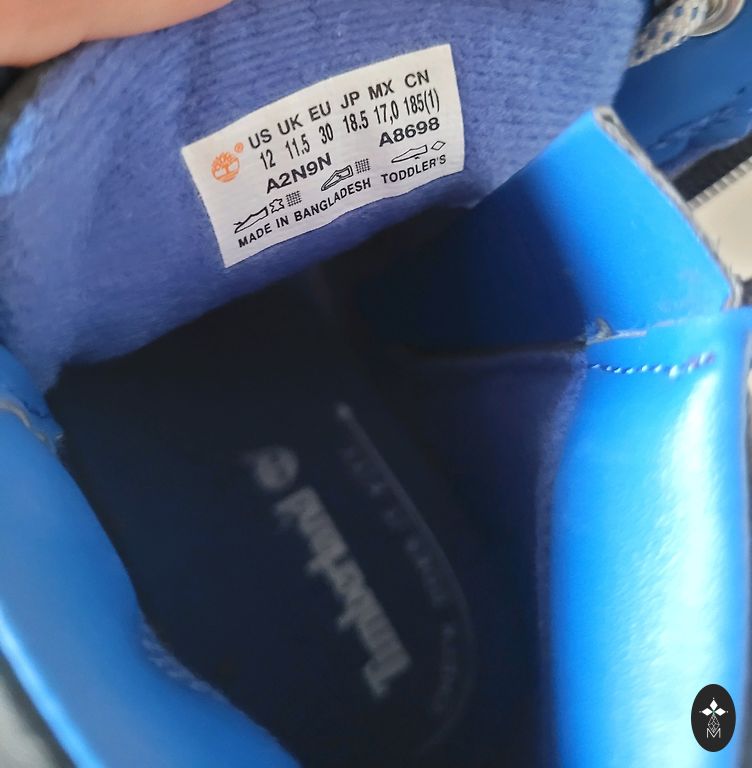 US UK EU JP MX CN
12 11.5 30 18.5 17,0 185(1)
A2N9N A8698
MADE IN BANGLADESH TODDLER'S
Timberland
M